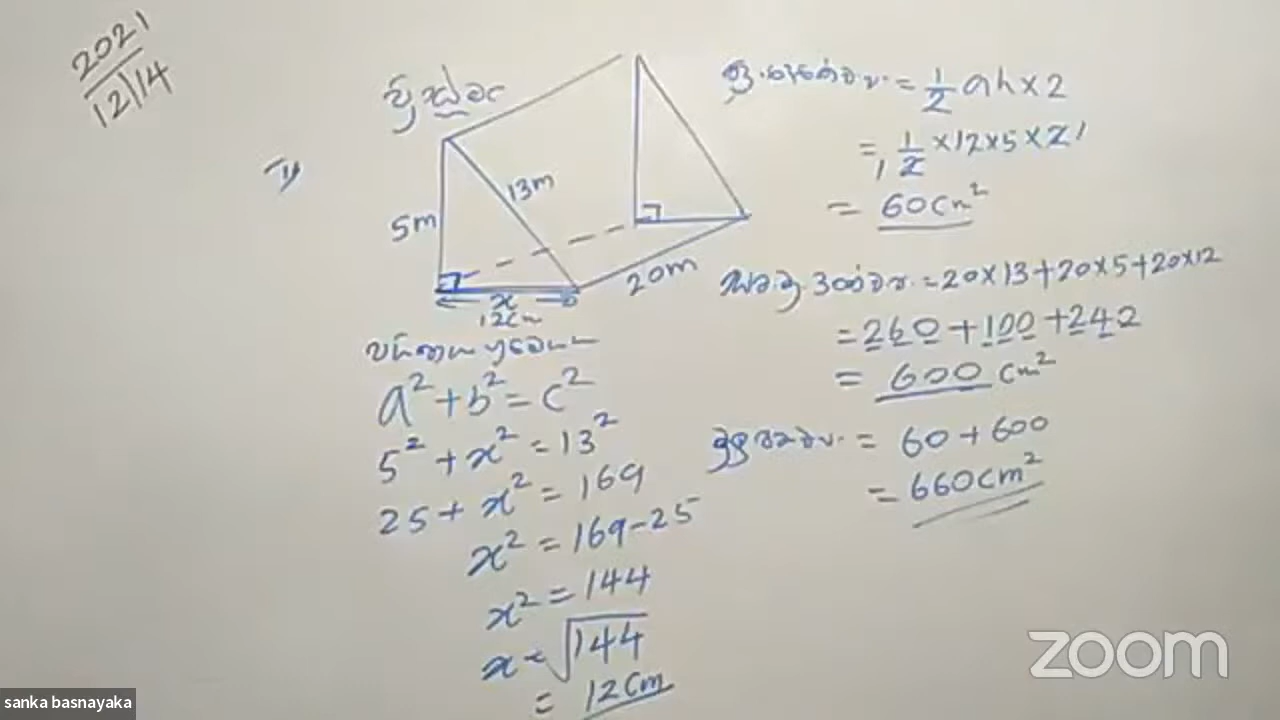 2021
12/14
ප්‍රිස්මය
1)
5m
13m
20m
x
12cm
a² + b² = c²
5² + x² = 13²
25 + x² = 169
x² = 169 - 25
x² = 144
x = √144
= 12cm
= 1/2 ah × 2
= 1/2 × 12 × 5 × 2
= 60cm²
= 20×13 + 20×5 + 20×12
= 260 + 100 + 240
= 600 cm²
= 60 + 600
= 660cm²
zoom
sanka basnayaka